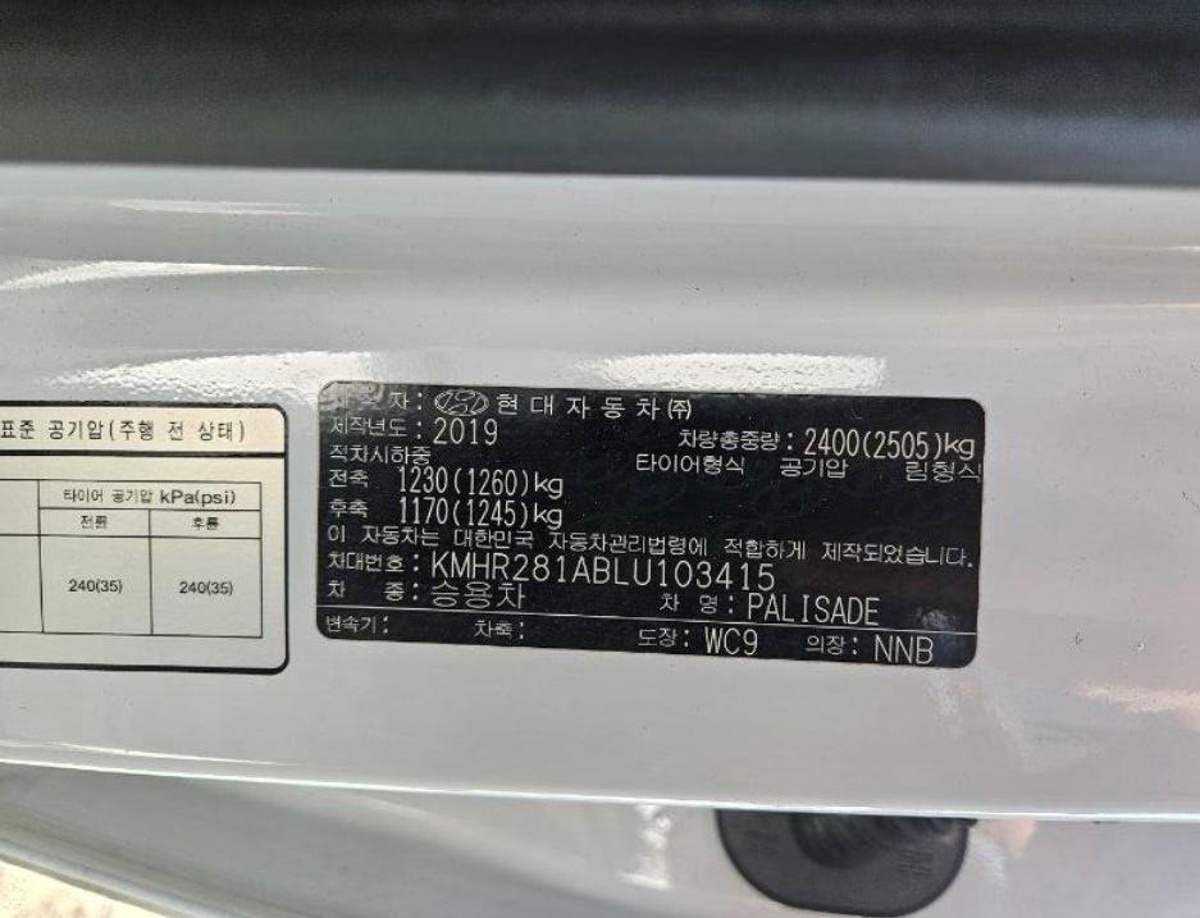 표준 공기압(주행 전 상태)
타이어 공기압 kPa(psi)
전륜 후륜
240(35) 240(35)
자: 현대자동차(주)
제작년도: 2019 차량총중량: 2400(2505)kg
적차시하중 타이어형식 공기압 림형식
전축 1230(1260)kg
후축 1170(1245)kg
이 자동차는 대한민국 자동차관리법령에 적합하게 제작되었습니다.
차대번호: KMHR281ABLU103415
차 종: 승용차 차 명: PALISADE
변속기: 차축: 도장: WC9 의장: NNB